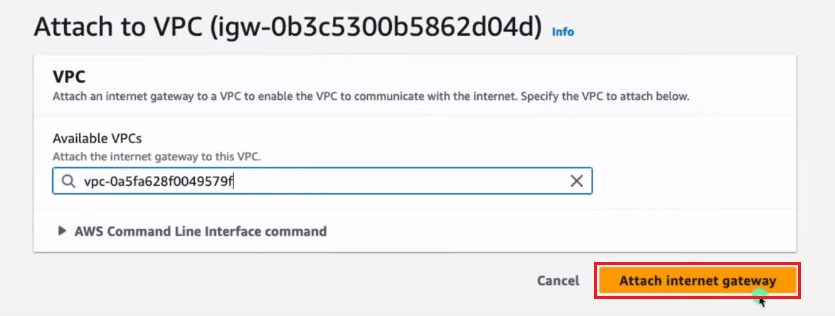 Attach to VPC (igw-0b3c5300b5862d04d) Info
VPC
Attach an internet gateway to a VPC to enable the VPC to communicate with the internet. Specify the VPC to attach below.
Available VPCs
Attach the internet gateway to this VPC.
vpc-0a5fa628f0049579f
AWS Command Line Interface command
Cancel Attach internet gateway